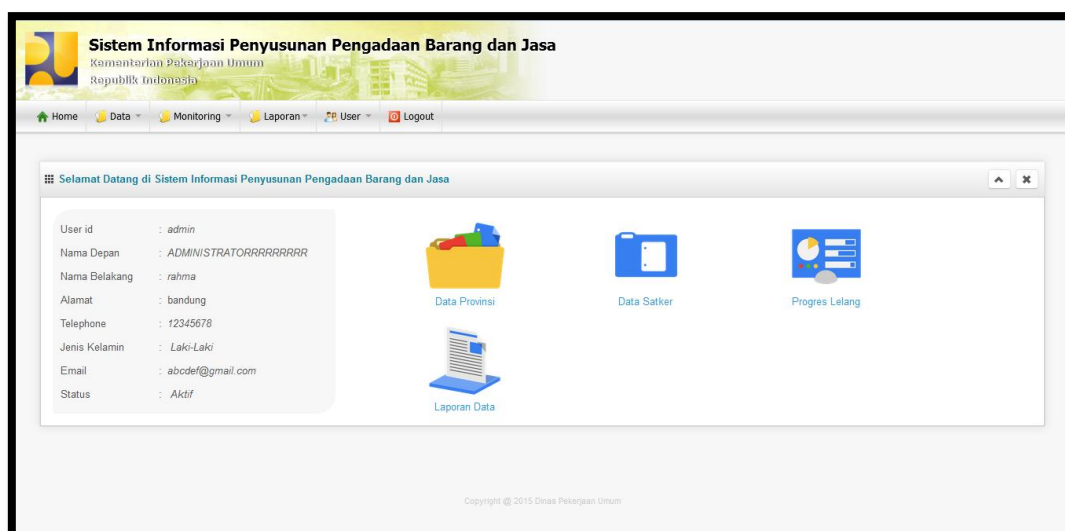 Sistem Informasi Penyusunan Pengadaan Barang dan Jasa
Kementerian Pekerjaan Umum
Republik Indonesia
Home Data Monitoring Laporan User Logout
Selamat Datang di Sistem Informasi Penyusunan Pengadaan Barang dan Jasa
User id : admin
Nama Depan : ADMINISTRATORRRRRRRRR
Nama Belakang : rahma
Alamat : bandung
Telephone : 12345678
Jenis Kelamin : Laki-Laki
Email : abcdef@gmail.com
Status : Aktif
Data Provinsi Data Satker Progres Lelang
Laporan Data
Copyright @ 2015 Dinas Pekerjaan Umum